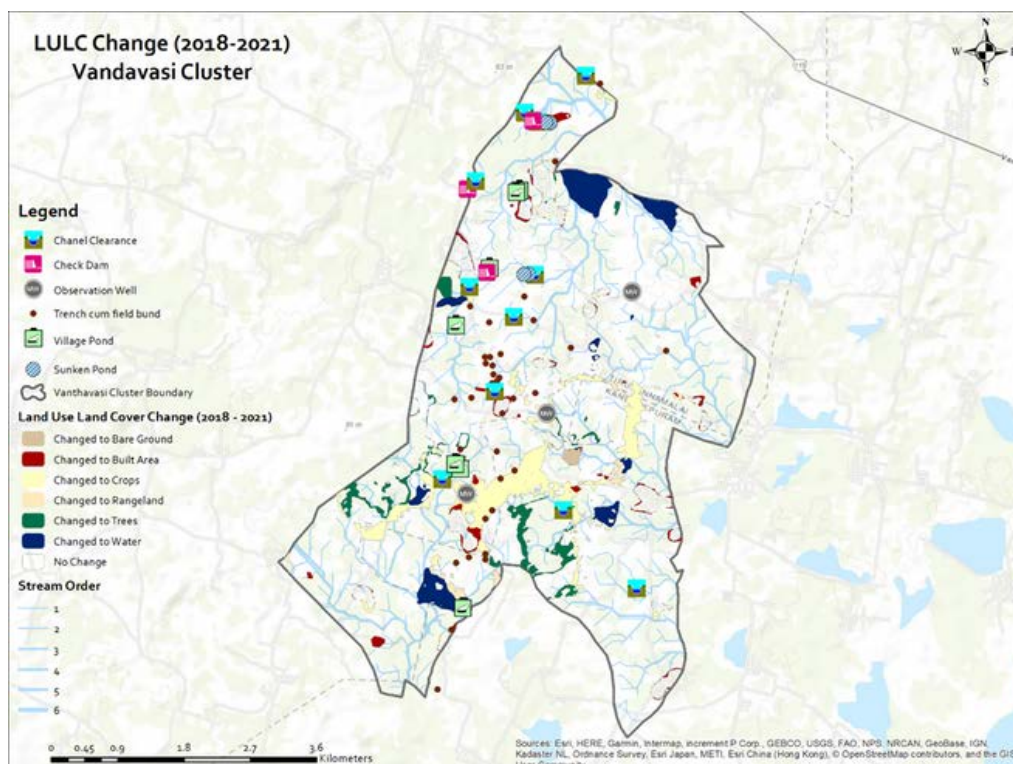 LULC Change (2018-2021)
Vandavasi Cluster
N
W
S
Legend
Chanel Clearance
Check Dam
MW
Observation Well
Trench cum field bund
Village Pond
Sunken Pond
Vanthavasi Cluster Boundary
Land Use Land Cover Change (2018 - 2021)
Changed to Bare Ground
Changed to Built Area
Changed to Crops
Changed to Rangeland
Changed to Trees
Changed to Water
No Change
Stream Order
1
2
3
4
5
6
MW
MW
MW
0 0.45 0.9 1.8 2.7 3.6
Kilometers
Sources: Esri, HERE, Garmin, Intermap, increment P Corp., GEBCO, USGS, FAO, NPS, NRCAN, GeoBase, IGN,
Kadaster NL, Ordnance Survey, Esri Japan, METI, Esri China (Hong Kong), © OpenStreetMap contributors, and the GIS